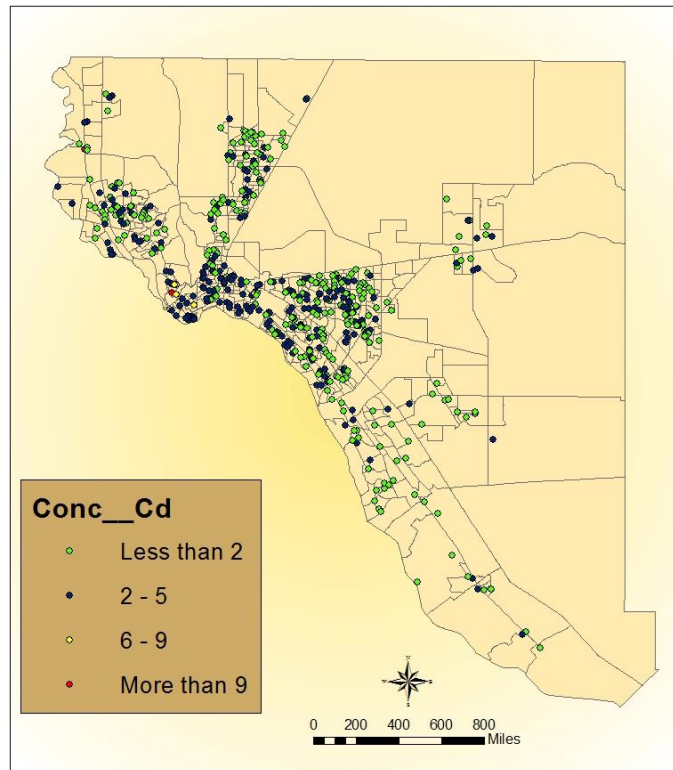 Conc__Cd
Less than 2
2 - 5
6 - 9
More than 9
0 200 400 600 800
Miles